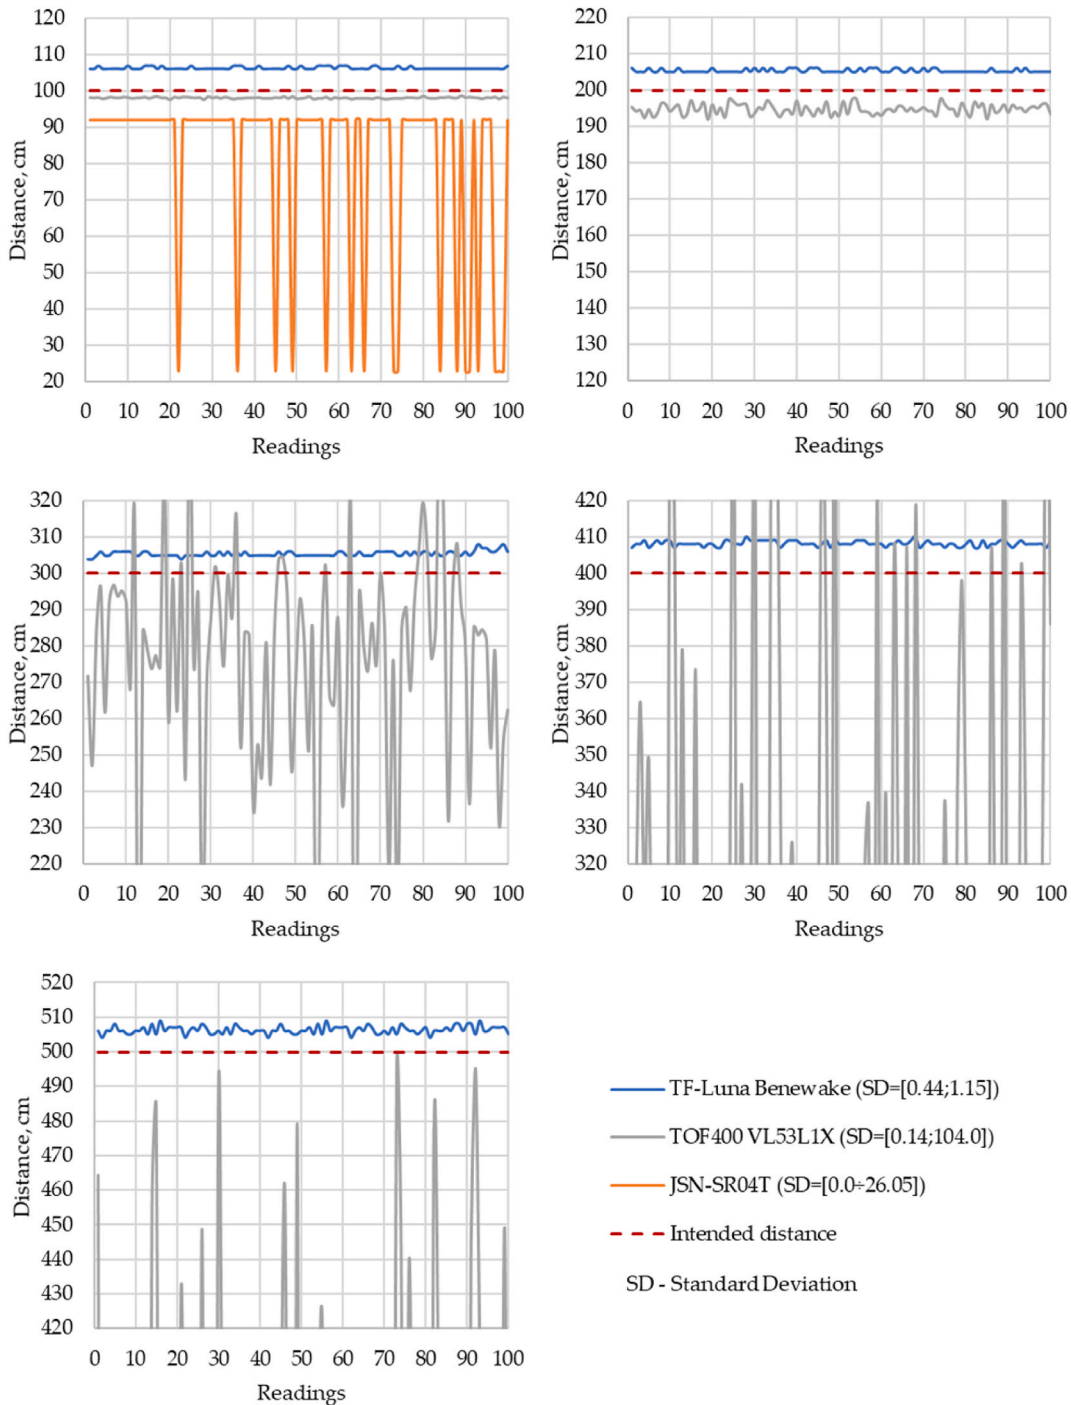 120
110
100
90
80
70
60
50
40
30
20
Distance, cm
0 10 20 30 40 50 60 70 80 90 100
Readings
220
210
200
190
180
170
160
150
140
130
120
Distance, cm
0 10 20 30 40 50 60 70 80 90 100
Readings
320
310
300
290
280
270
260
250
240
230
220
Distance, cm
0 10 20 30 40 50 60 70 80 90 100
Readings
420
410
400
390
380
370
360
350
340
330
320
Distance, cm
0 10 20 30 40 50 60 70 80 90 100
Readings
520
510
500
490
480
470
460
450
440
430
420
Distance, cm
0 10 20 30 40 50 60 70 80 90 100
Readings
TF-Luna Benewake (SD=[0.44;1.15])
TOF400 VL53L1X (SD=[0.14;104.0])
JSN-SR04T (SD=[0.0÷26.05])
Intended distance
SD - Standard Deviation